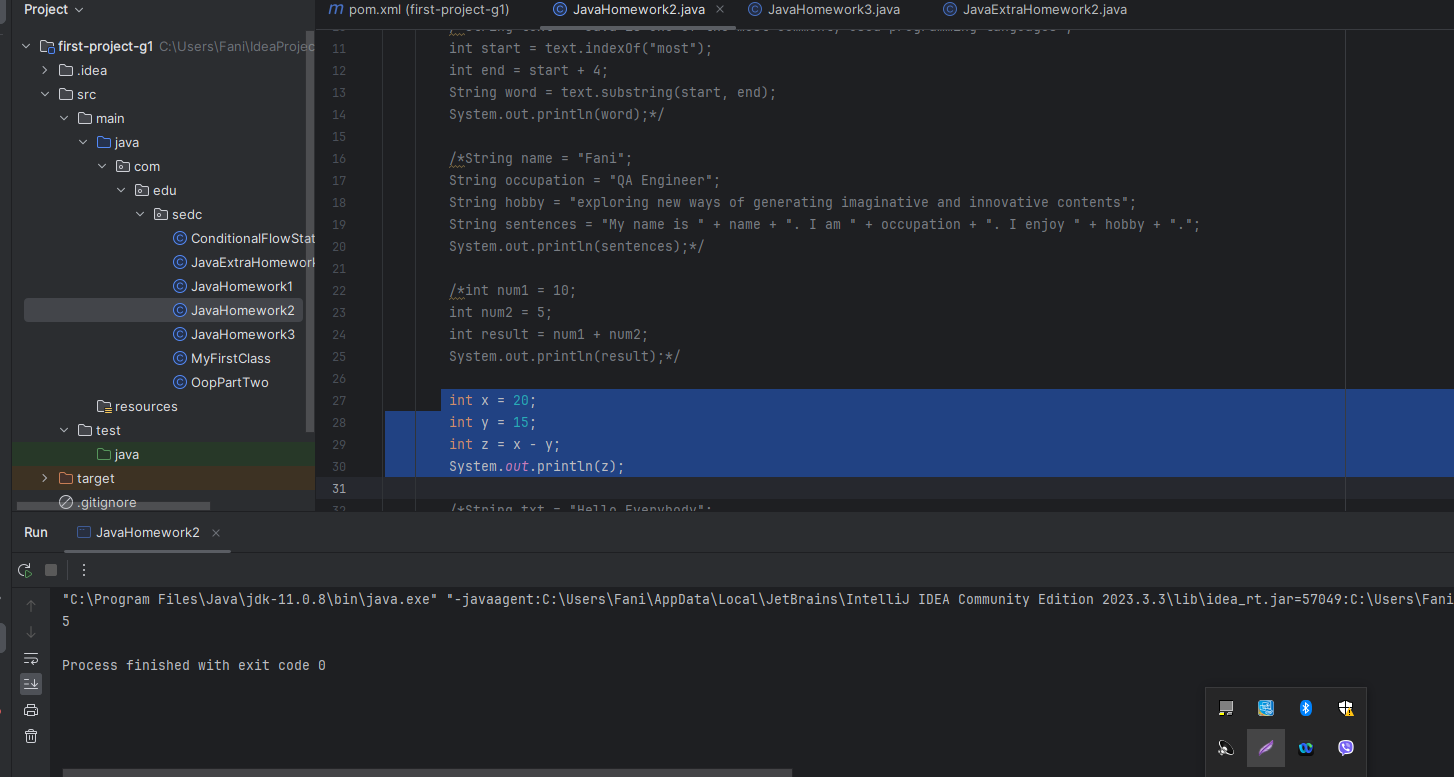 Project
pom.xml (first-project-g1)
JavaHomework2.java
JavaHomework3.java
JavaExtraHomework2.java
first-project-g1 C:\Users\Fani\IdeaProjec
.idea
src
main
java
com
edu
sedc
ConditionalFlowStat
JavaExtraHomework
JavaHomework1
JavaHomework2
JavaHomework3
MyFirstClass
OopPartTwo
resources
test
java
target
.gitignore
11 int start = text.indexOf("most");
12 int end = start + 4;
13 String word = text.substring(start, end);
14 System.out.println(word);*/
15
16 /*String name = "Fani";
17 String occupation = "QA Engineer";
18 String hobby = "exploring new ways of generating imaginative and innovative contents";
19 String sentences = "My name is " + name + ". I am " + occupation + ". I enjoy " + hobby + ".";
20 System.out.println(sentences);*/
21
22 /*int num1 = 10;
23 int num2 = 5;
24 int result = num1 + num2;
25 System.out.println(result);*/
26
27 int x = 20;
28 int y = 15;
29 int z = x - y;
30 System.out.println(z);
31
32 /*String txt = "Hello Everybody";
Run
JavaHomework2
"C:\Program Files\Java\jdk-11.0.8\bin\java.exe" "-javaagent:C:\Users\Fani\AppData\Local\JetBrains\IntelliJ IDEA Community Edition 2023.3.3\lib\idea_rt.jar=57049:C:\Users\Fani
5
Process finished with exit code 0